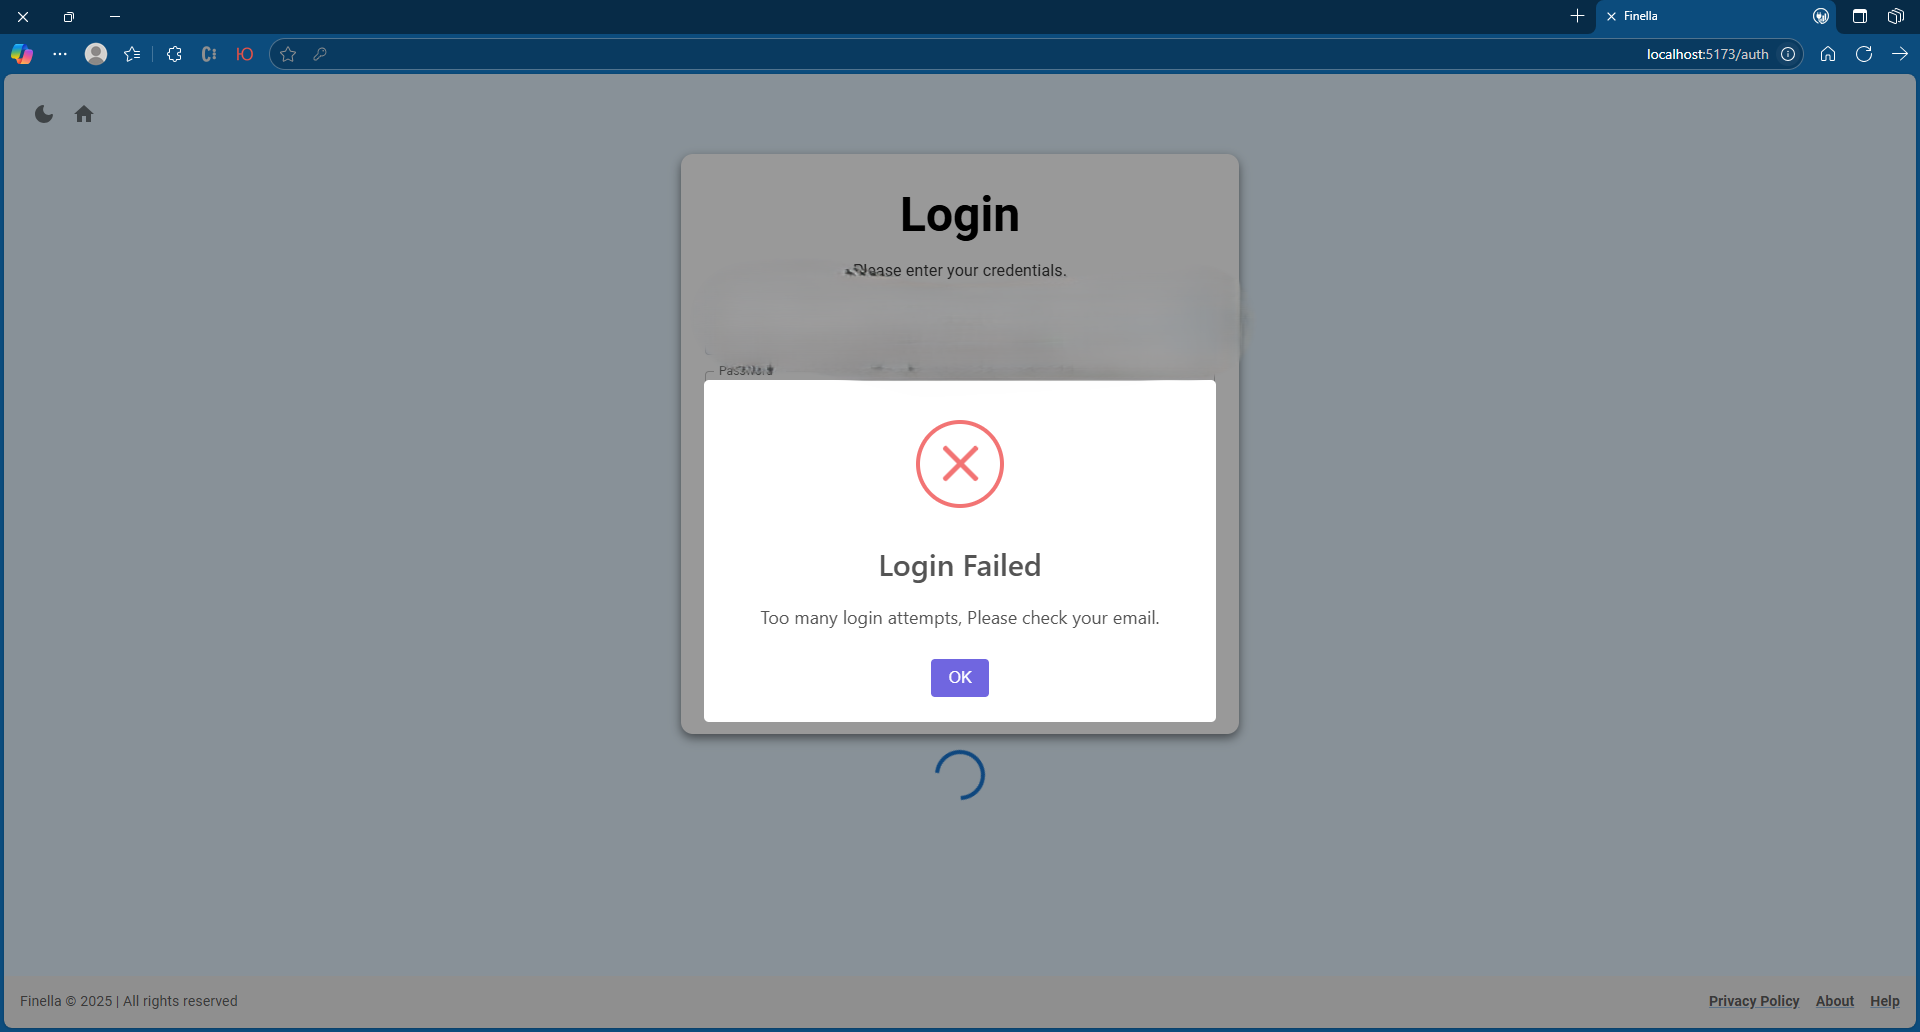 Finella
localhost:5173/auth
Login
Please enter your credentials.
Password
Login Failed
Too many login attempts, Please check your email.
OK
Finella © 2025 | All rights reserved
Privacy Policy About Help